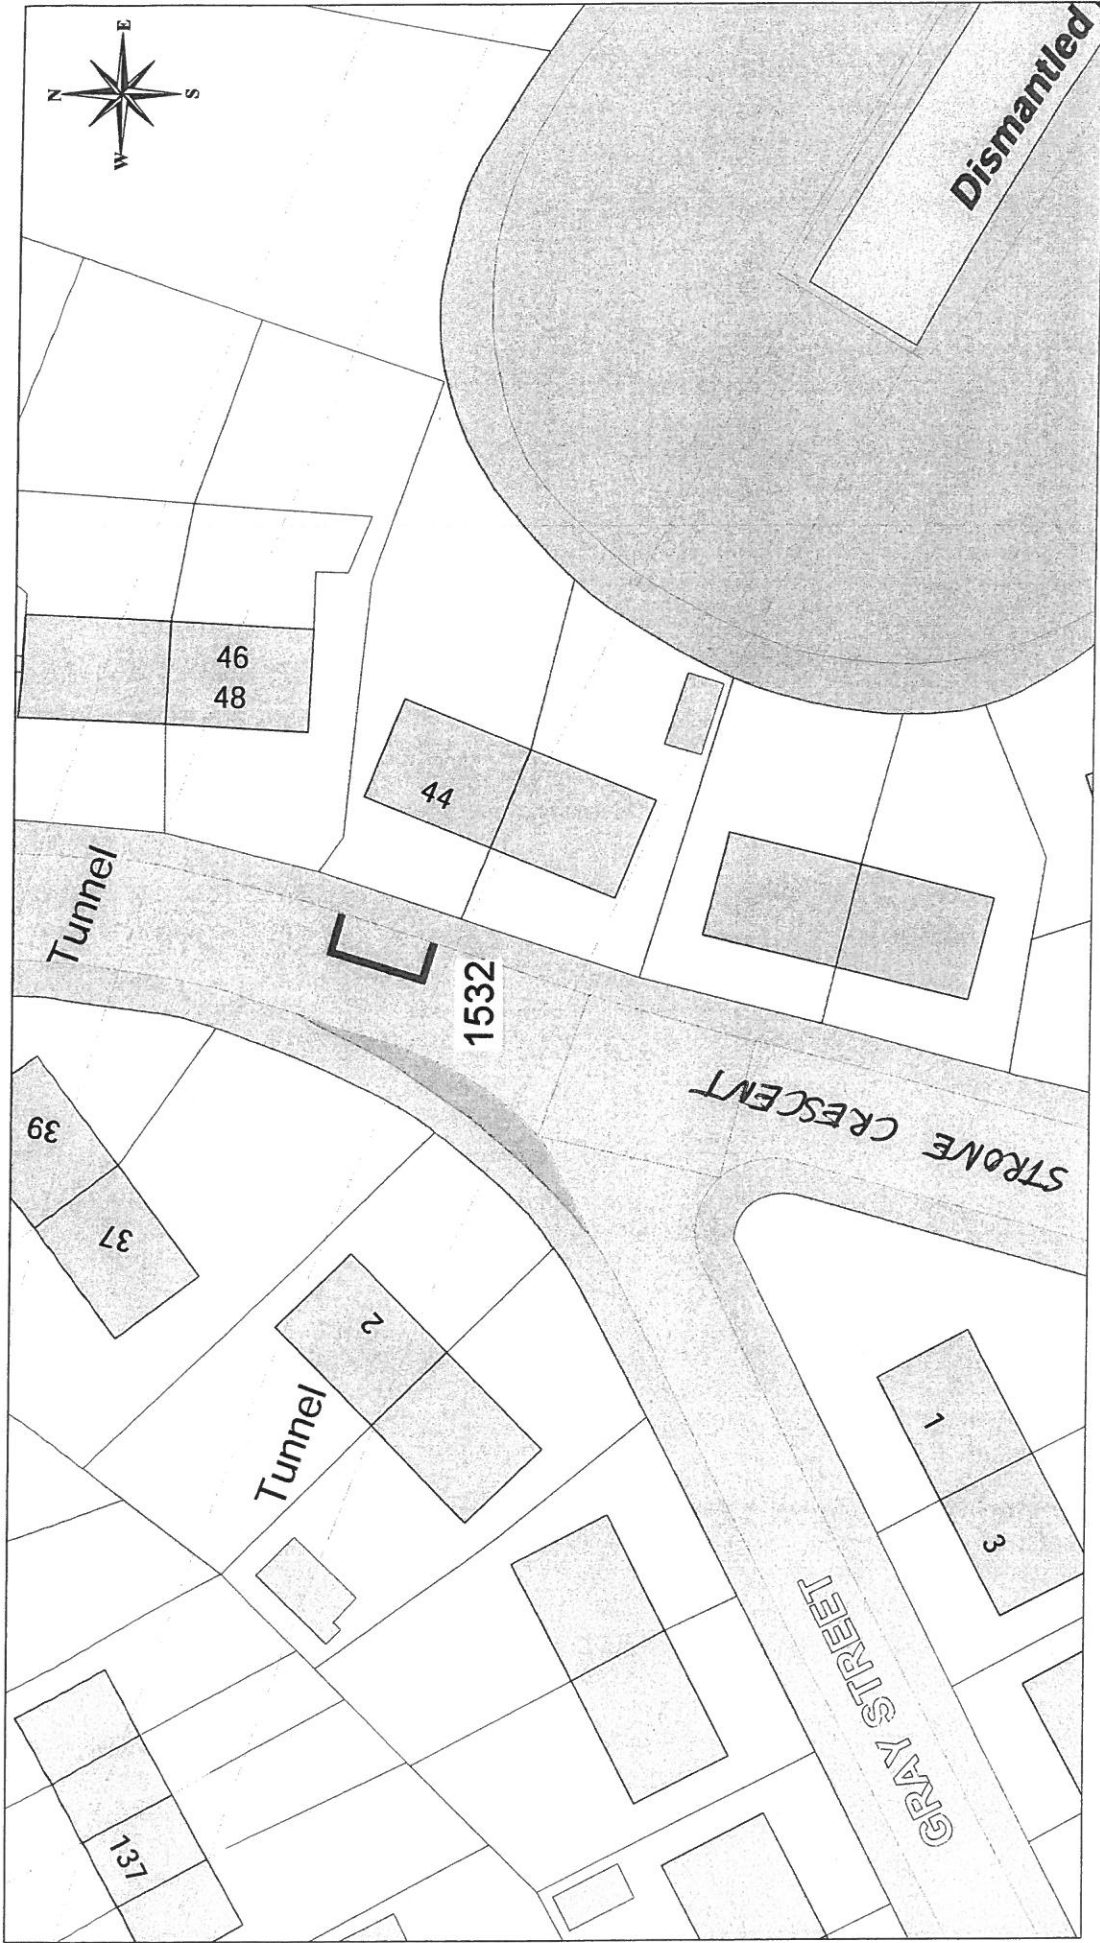 N
E
S
W
Dismantled
46
48
44
Tunnel
1532
STRONE CRESCENT
39
37
2
Tunnel
1
3
GRAY STREET
137